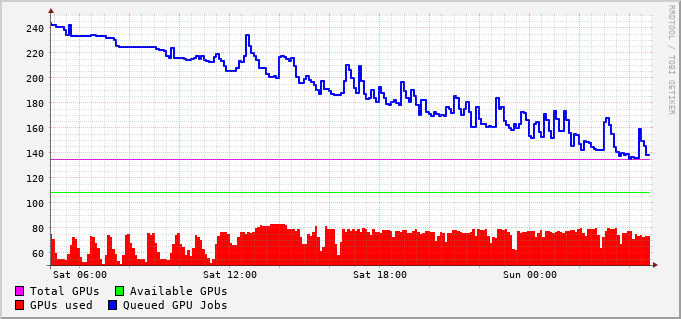 240
220
200
180
160
140
120
100
80
60
Sat 06:00 Sat 12:00 Sat 18:00 Sun 00:00
Total GPUs Available GPUs
GPUs used Queued GPU Jobs
RRDTOOL / TOBI OETIKER